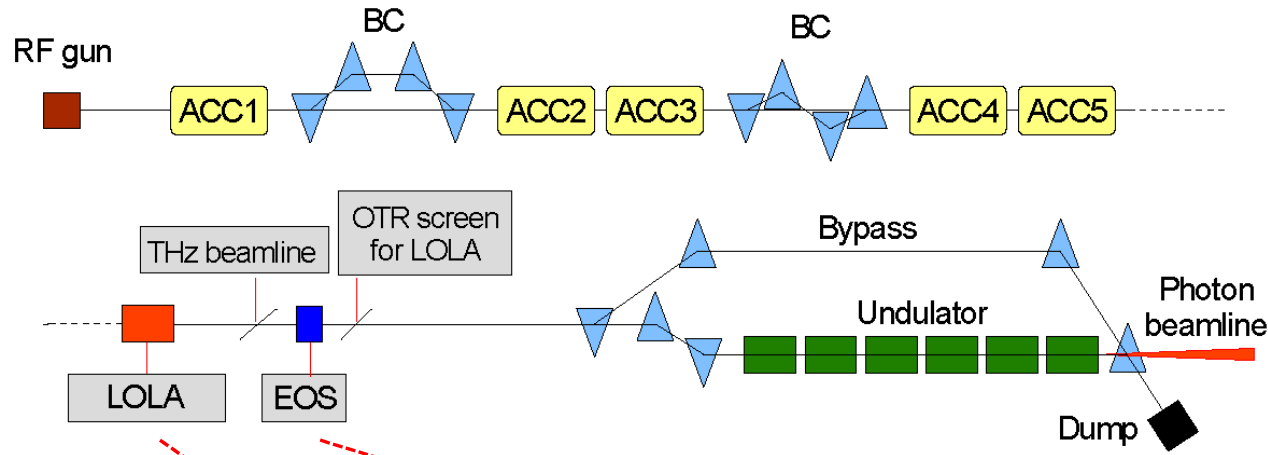 BC
BC
RF gun
ACC1
ACC2
ACC3
ACC4
ACC5
OTR screen
for LOLA
THz beamline
Bypass
Undulator
Photon
beamline
LOLA
EOS
Dump